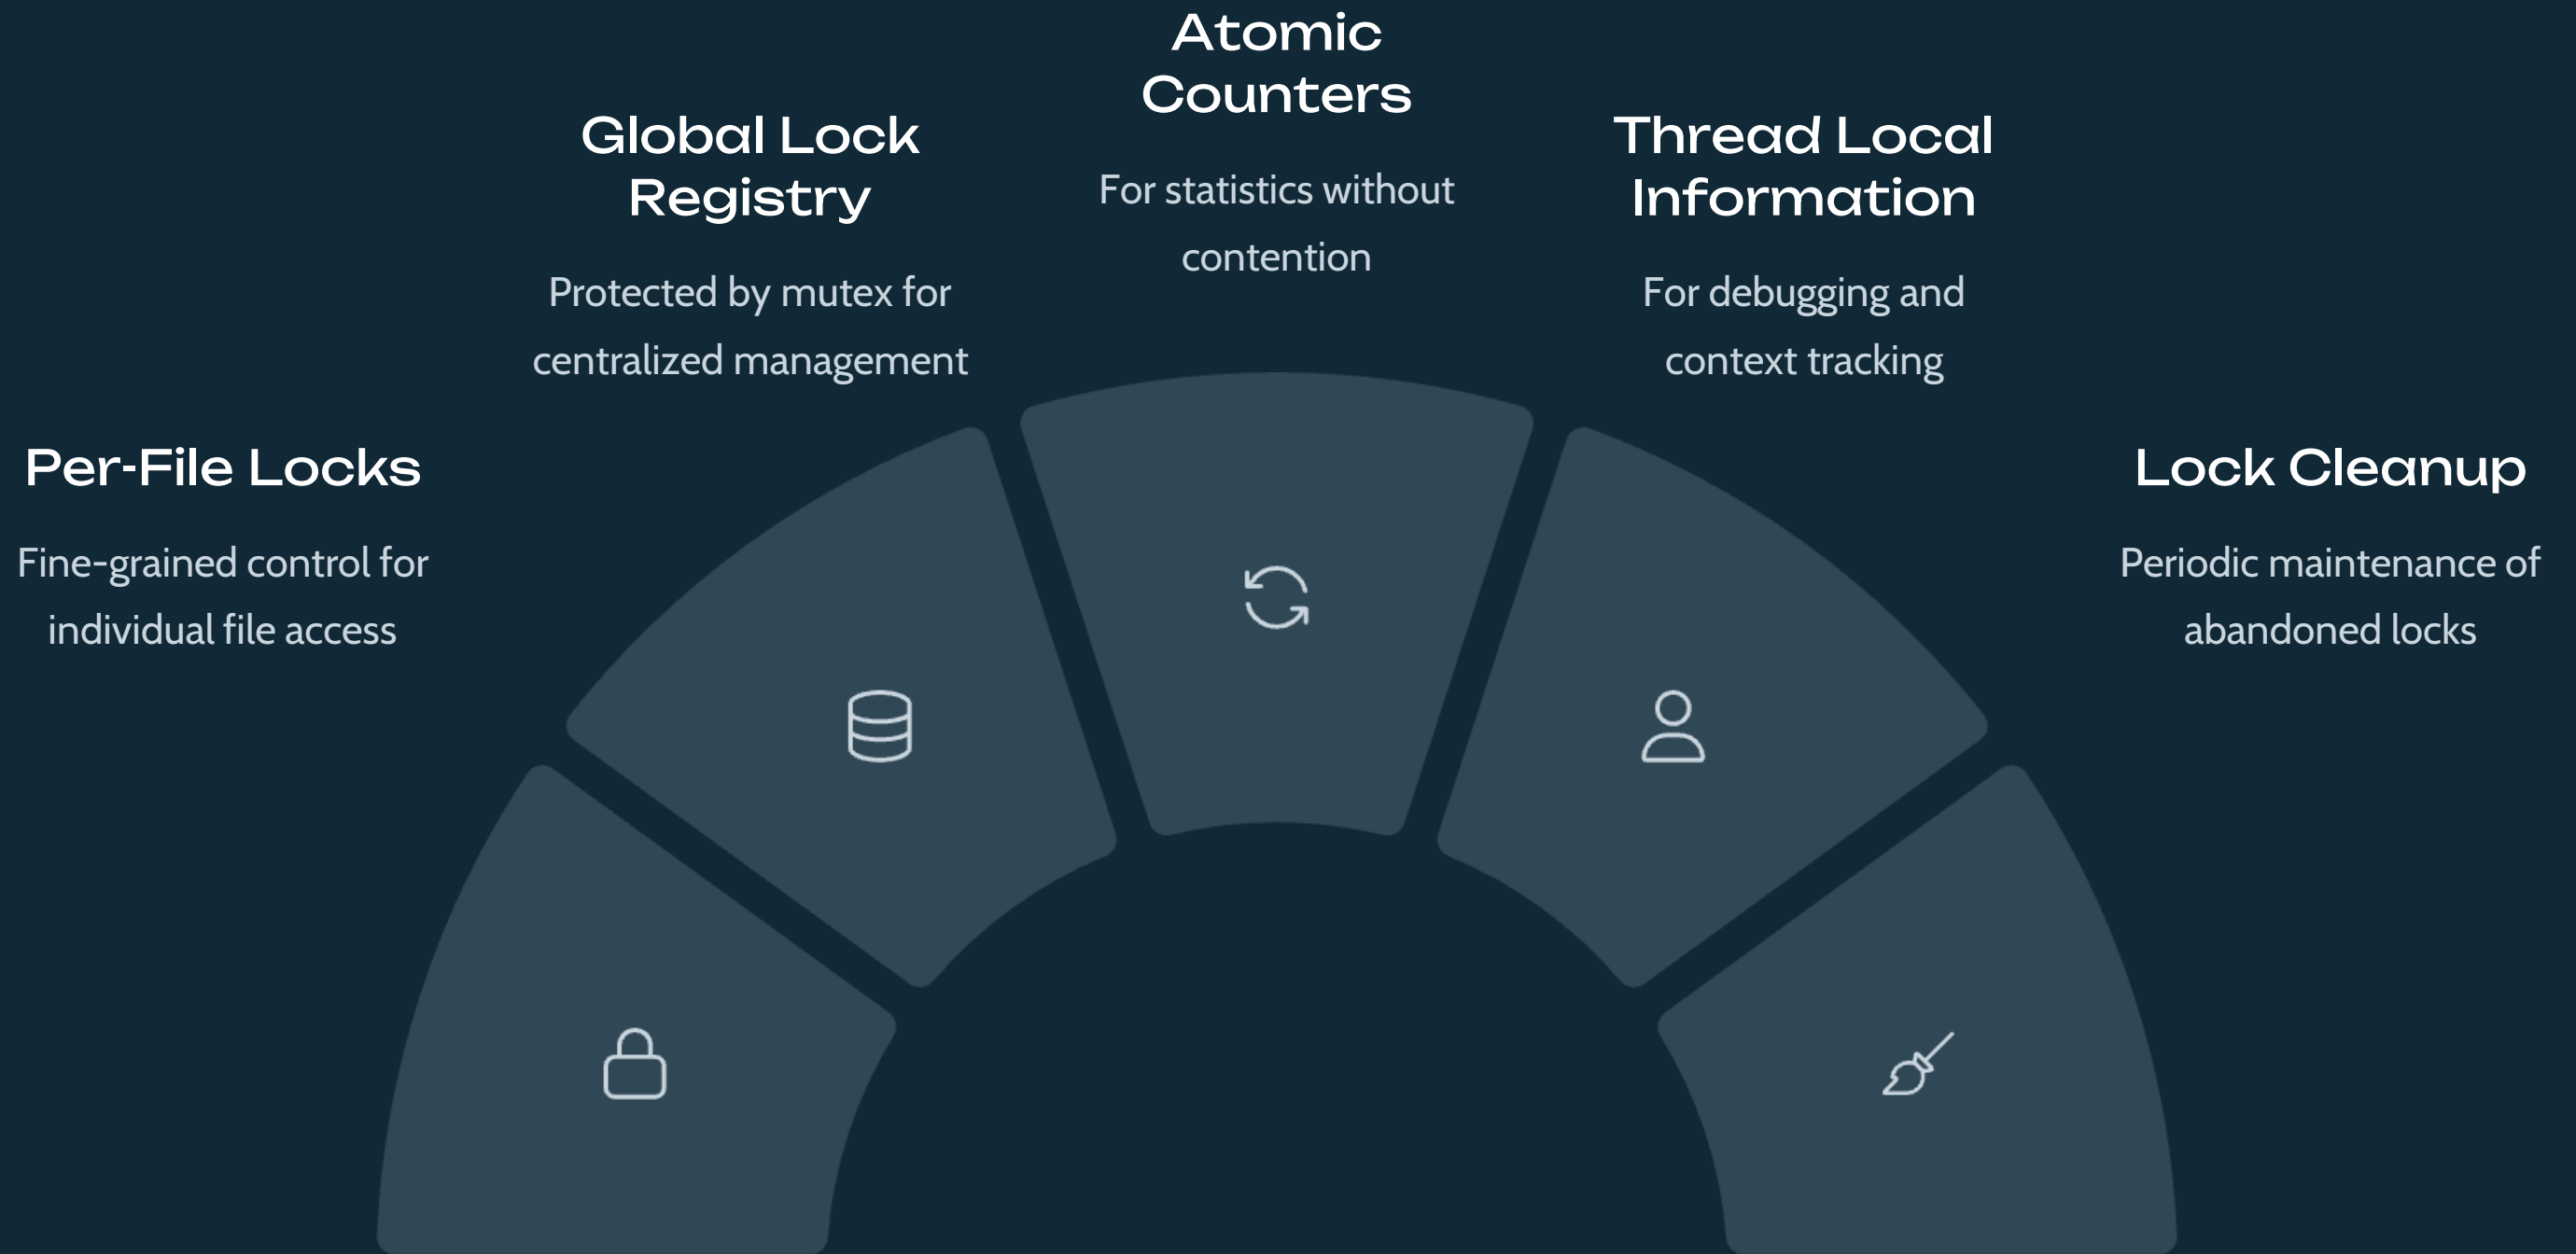 Per-File Locks
Fine-grained control for
individual file access
Global Lock
Registry
Protected by mutex for
centralized management
Atomic
Counters
For statistics without
contention
Thread Local
Information
For debugging and
context tracking
Lock Cleanup
Periodic maintenance of
abandoned locks